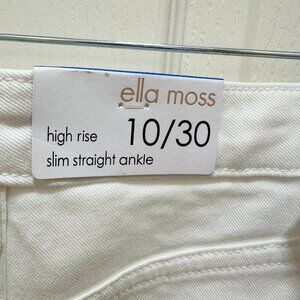 ella moss
high rise 10/30
slim straight ankle